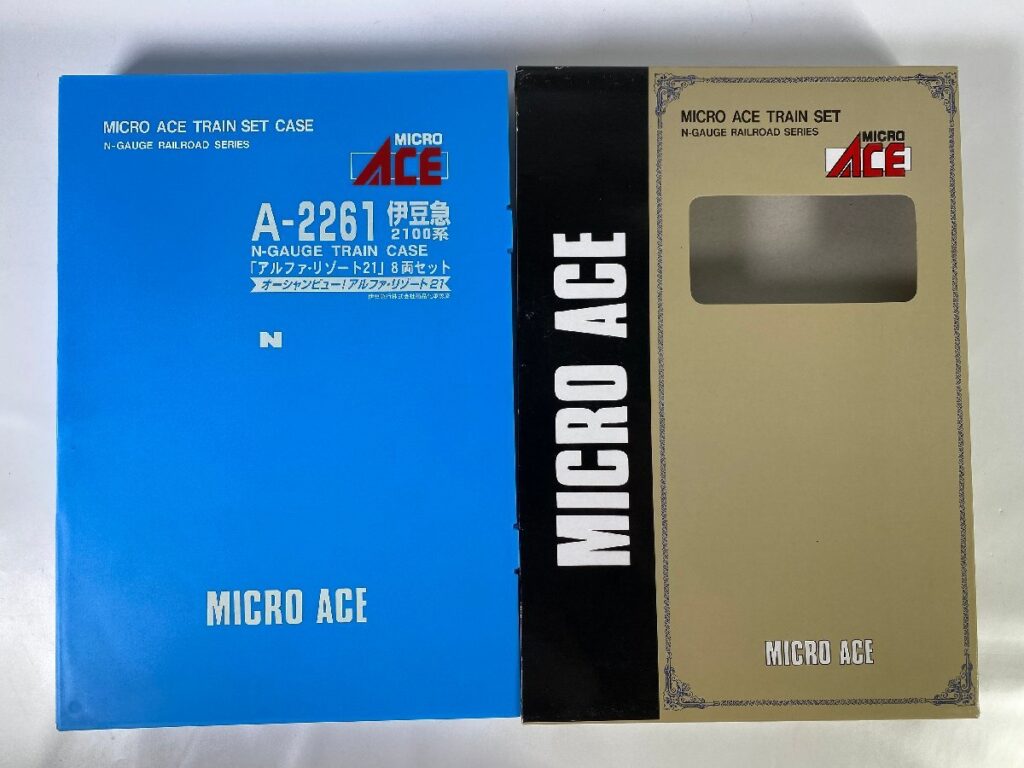 MICRO ACE TRAIN SET CASE
N-GAUGE RAILROAD SERIES
MICRO
ACE
A-2261 伊豆急
2100系
N-GAUGE TRAIN CASE
「アルファ・リゾート21」8両セット
オーシャンビュー!アルファ・リゾート21
N
MICRO ACE
MICRO ACE
MICRO ACE TRAIN SET
N-GAUGE RAILROAD SERIES
MICRO
ACE
MICRO ACE